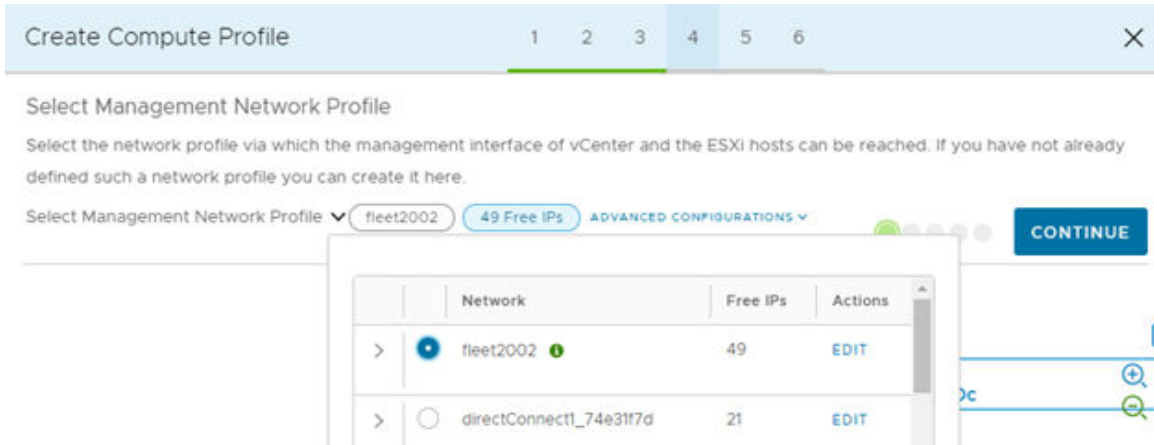 Create Compute Profile 1 2 3 4 5 6
Select Management Network Profile
Select the network profile via which the management interface of vCenter and the ESXi hosts can be reached. If you have not already
defined such a network profile you can create it here.
Select Management Network Profile fleet2002 49 Free IPs ADVANCED CONFIGURATIONS CONTINUE
Network Free IPs Actions
fleet2002 49 EDIT
directConnect1_74e31f7d 21 EDIT